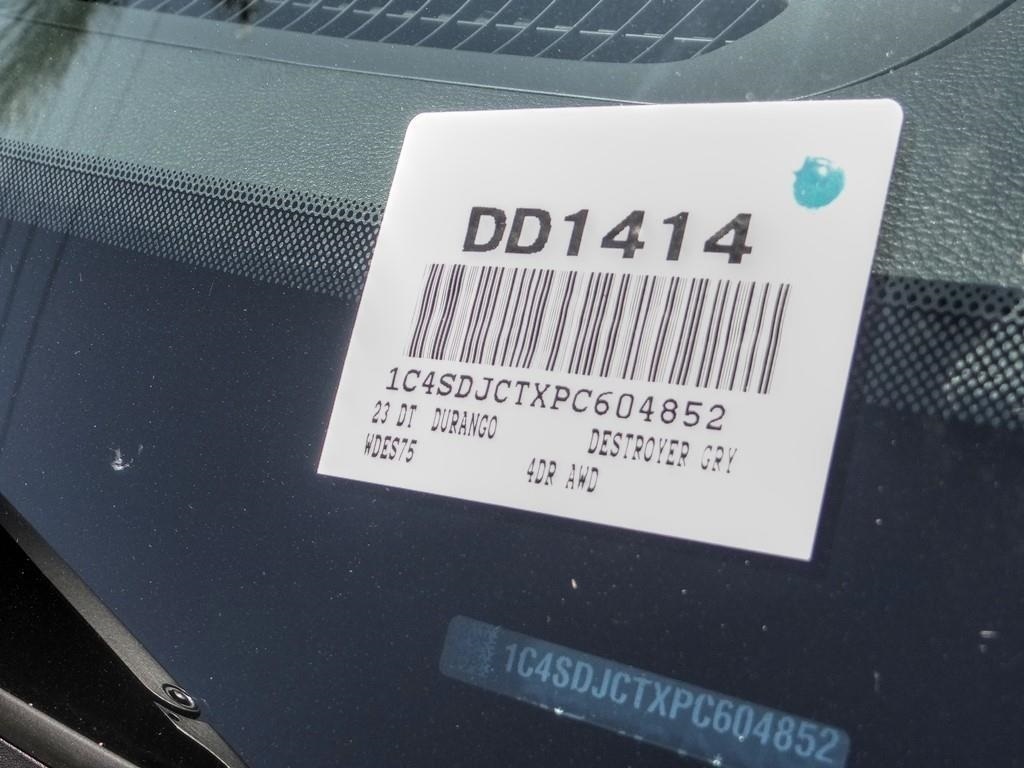 DD1414
1C4SDJCTXPC604852
23 DT DURANGO DESTROYER GRY
WDES75 4DR AWD
1C4SDJCTXPC604852